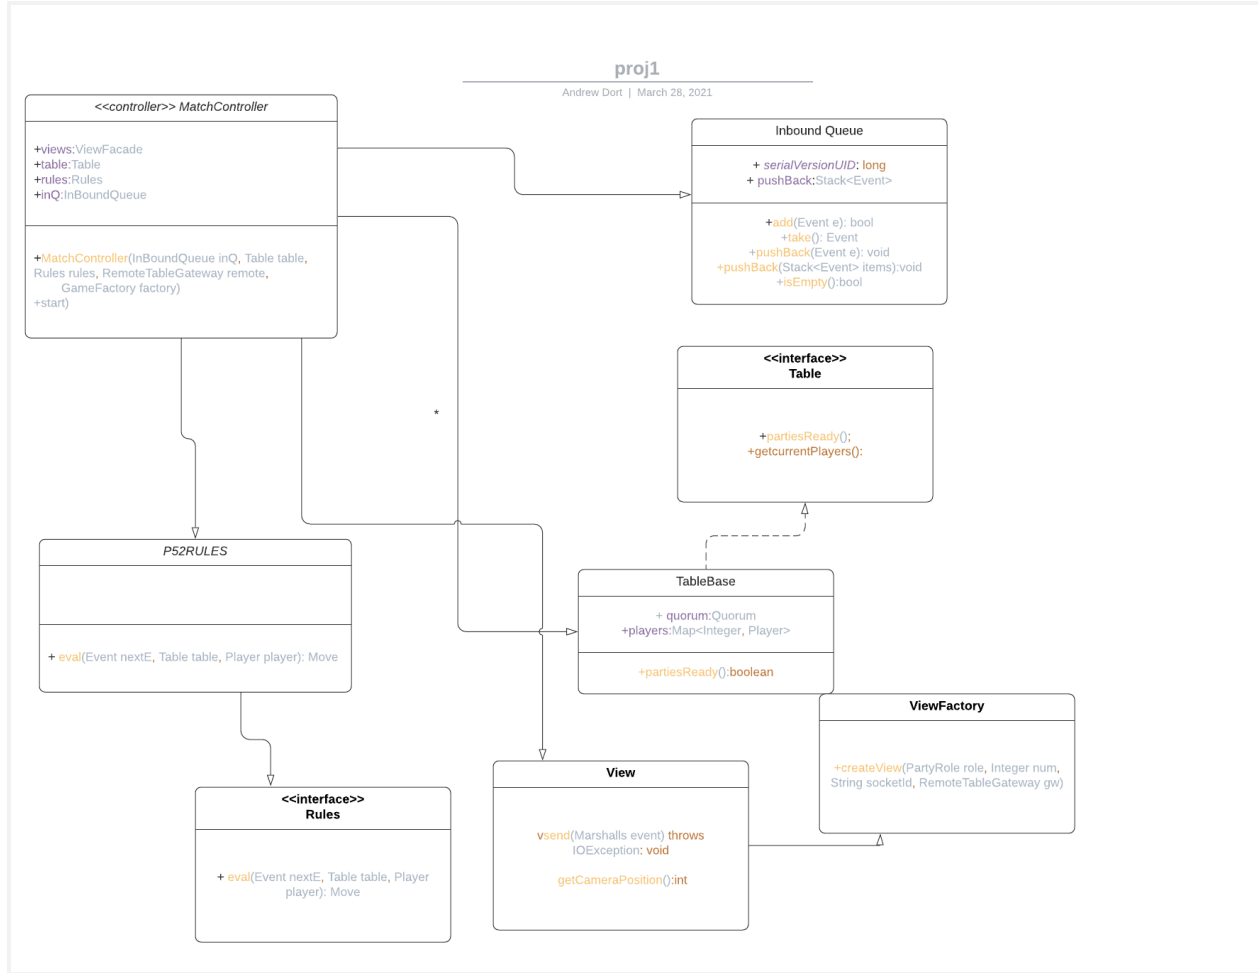 proj1
Andrew Dort | March 28, 2021
<<controller>> MatchController
+views:ViewFacade
+table:Table
+rules:Rules
+inQ:InBoundQueue
+MatchController(InBoundQueue inQ, Table table,
Rules rules, RemoteTableGateway remote,
GameFactory factory)
+start)
Inbound Queue
+ serialVersionUID: long
+ pushBack:Stack<Event>
+add(Event e): bool
+take(): Event
+pushBack(Event e): void
+pushBack(Stack<Event> items):void
+isEmpty():bool
<<interface>>
Table
+partiesReady();
+getcurrentPlayers():
*
P52RULES
+ eval(Event nextE, Table table, Player player): Move
TableBase
+ quorum:Quorum
+players:Map<Integer, Player>
+partiesReady():boolean
ViewFactory
+createView(PartyRole role, Integer num,
String socketId, RemoteTableGateway gw)
View
vsend(Marshalls event) throws
IOException: void
getCameraPosition():int
<<interface>>
Rules
+ eval(Event nextE, Table table, Player
player): Move